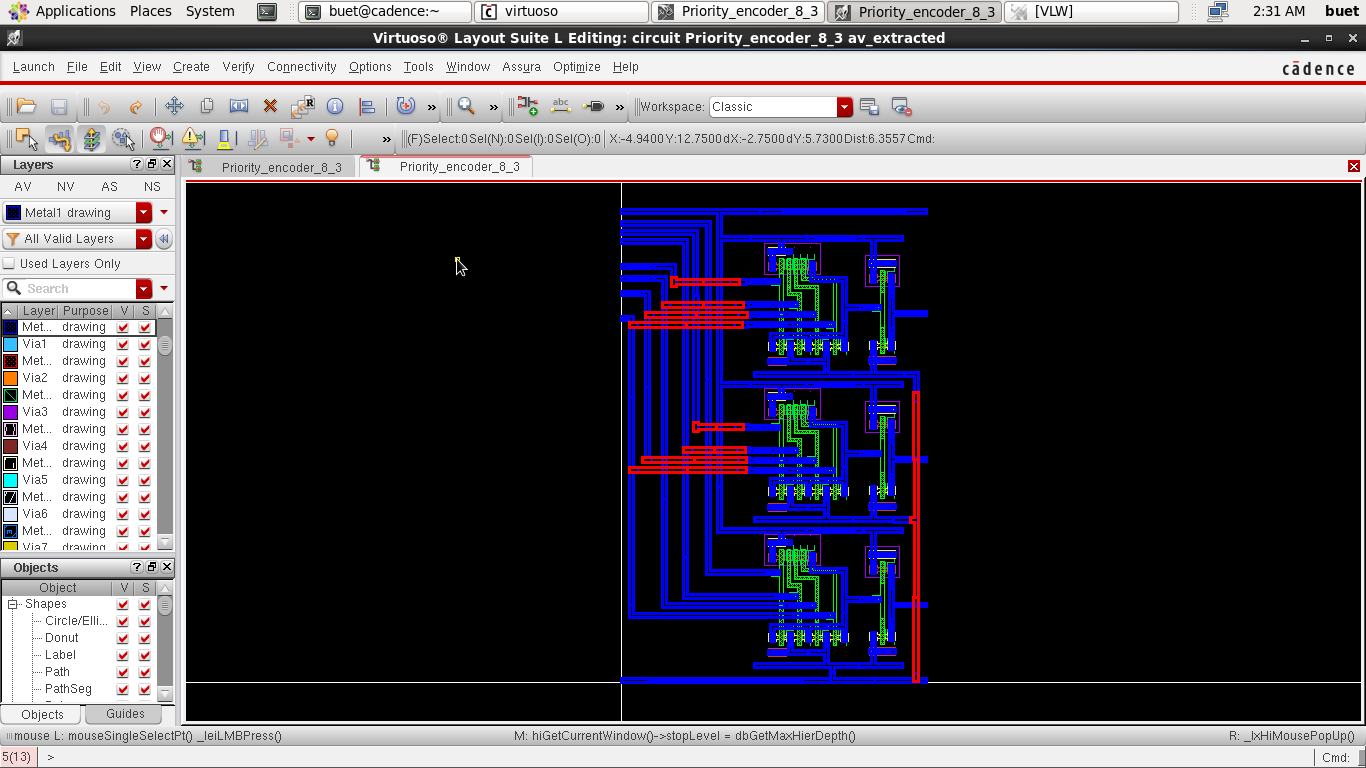 Applications Places System buet@cadence:~ virtuoso Priority_encoder_8_3 Priority_encoder_8_3 [VLW] 2:31 AM buet
Virtuoso® Layout Suite L Editing: circuit Priority_encoder_8_3 av_extracted
Launch File Edit View Create Verify Connectivity Options Tools Window Assura Optimize Help cādence
R » » abc » Workspace: Classic
» (F)Select:0 Sel(N):0 Sel(I):0 Sel(O):0 X:-4.9400 Y:12.7500 dX:-2.7500 dY:5.7300 Dist:6.3557 Cmd:
Layers ? Priority_encoder_8_3 Priority_encoder_8_3
AV NV AS NS
Metal1 drawing
All Valid Layers
Used Layers Only
Search
Layer Purpose V S
Met... drawing
Via1 drawing
Met... drawing
Via2 drawing
Met... drawing
Via3 drawing
Met... drawing
Via4 drawing
Met... drawing
Via5 drawing
Met... drawing
Via6 drawing
Met... drawing
Via7 drawing
Objects ?
Object V S
Shapes
Circle/Elli...
Donut
Label
Path
PathSeg
Objects Guides
mouse L: mouseSingleSelectPt() _leiLMBPress() M: hiGetCurrentWindow()->stopLevel = dbGetMaxHierDepth() R: _lxHiMousePopUp()
5(13) > Cmd: